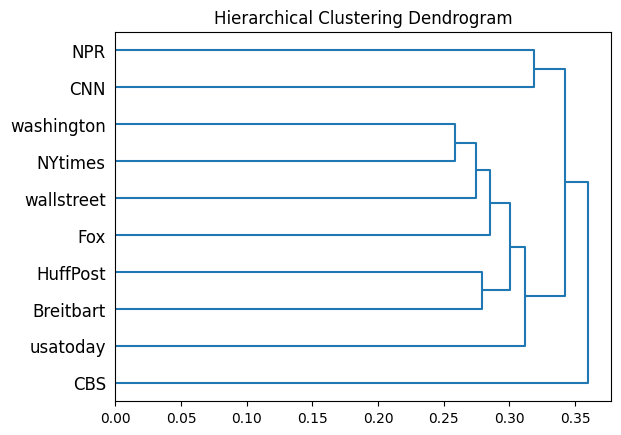 Hierarchical Clustering Dendrogram
NPR
CNN
washington
NYtimes
wallstreet
Fox
HuffPost
Breitbart
usatoday
CBS
0.00 0.05 0.10 0.15 0.20 0.25 0.30 0.35